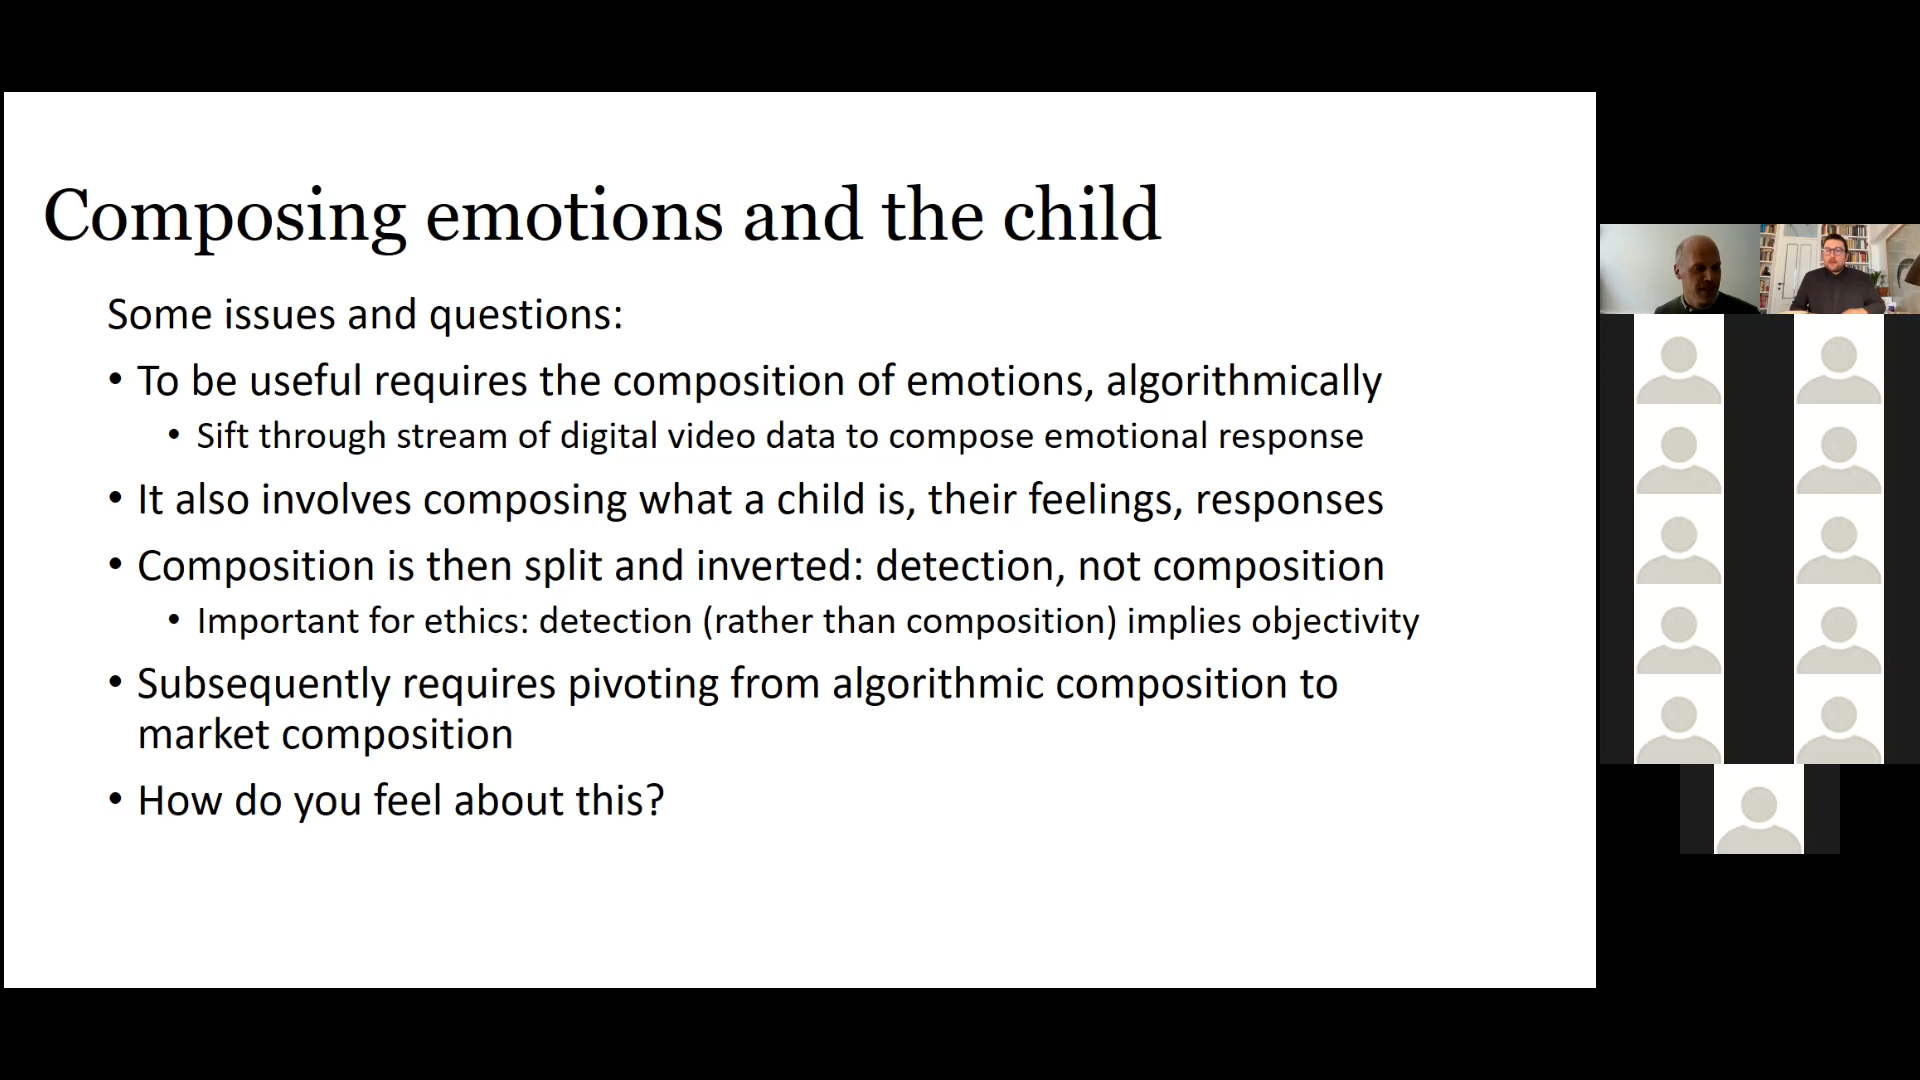 Composing emotions and the child
Some issues and questions:
• To be useful requires the composition of emotions, algorithmically
• Sift through stream of digital video data to compose emotional response
• It also involves composing what a child is, their feelings, responses
• Composition is then split and inverted: detection, not composition
• Important for ethics: detection (rather than composition) implies objectivity
• Subsequently requires pivoting from algorithmic composition to
market composition
• How do you feel about this?